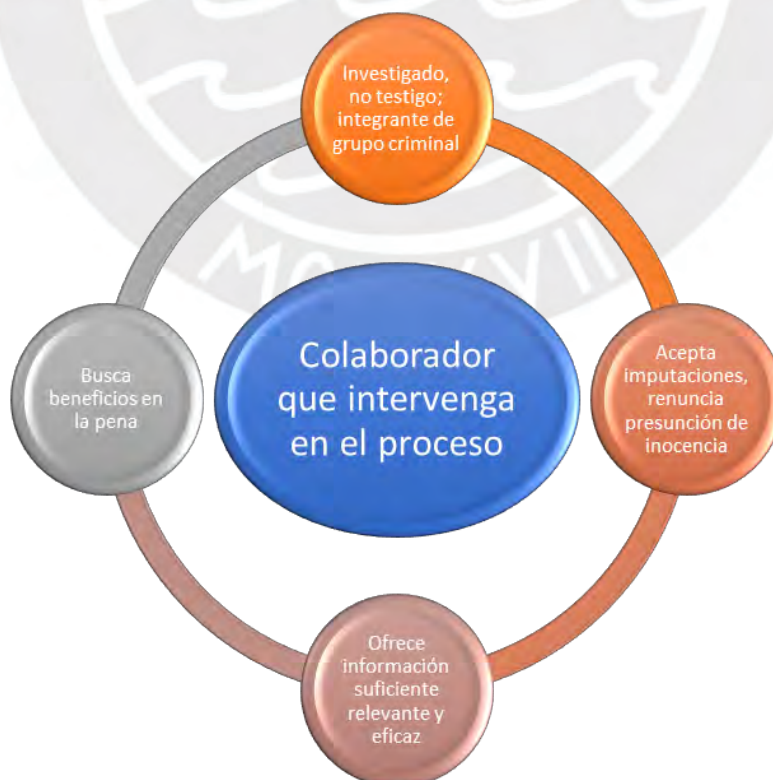 Investigado,
no testigo;
integrante de
grupo criminal
Colaborador
que intervenga
en el proceso
Acepta
imputaciones,
renuncia
presunción de
inocencia
Ofrece
información
suficiente
relevante y
eficaz
Busca
beneficios en
la pena